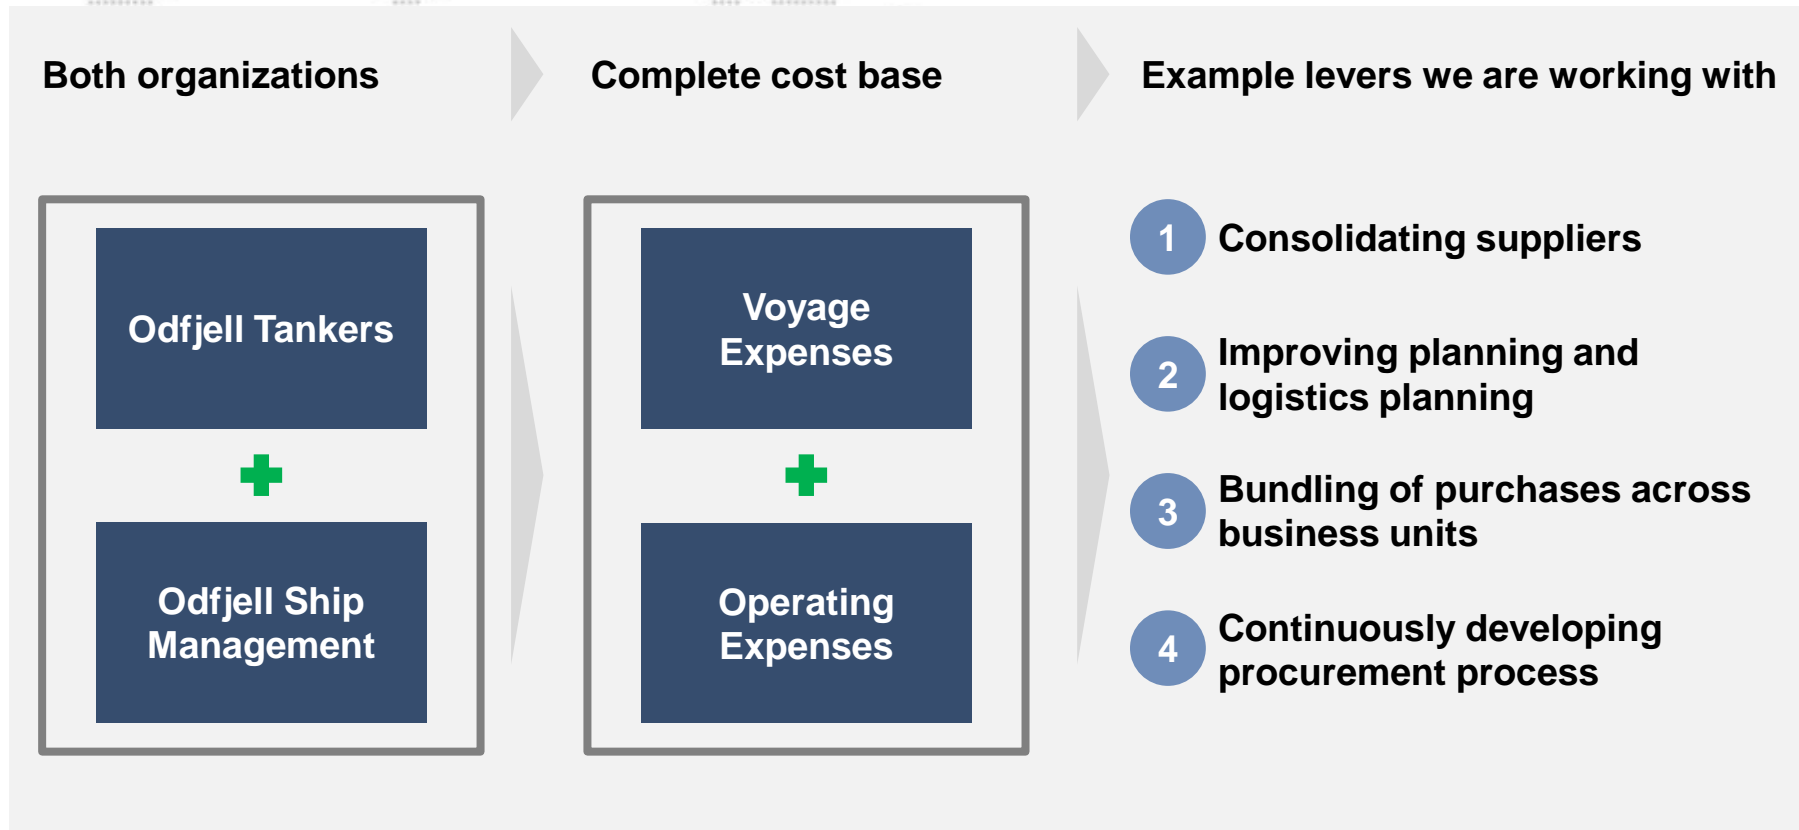 Both organizations
Complete cost base
Example levers we are working with
Odfjell Tankers
Odfjell Ship
Management
Voyage
Expenses
Operating
Expenses
1 Consolidating suppliers
2 Improving planning and
logistics planning
3 Bundling of purchases across
business units
4 Continuously developing
procurement process